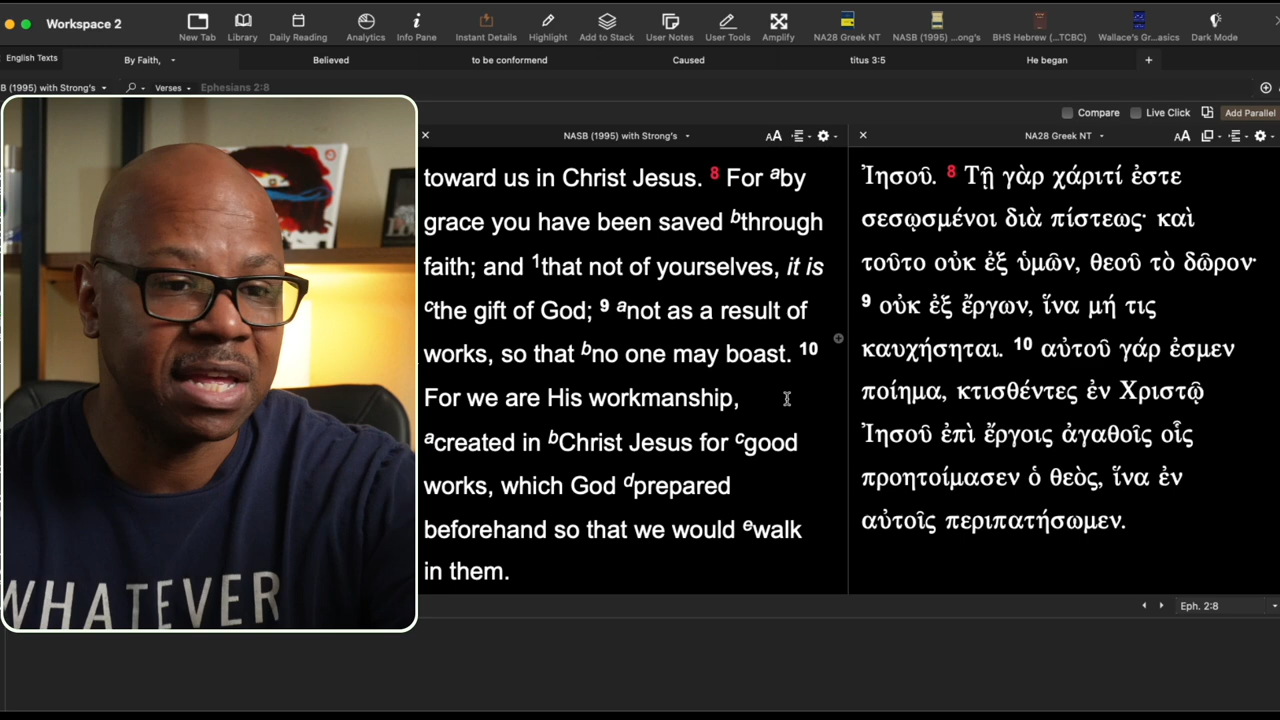 Workspace 2
New Tab
Library
Daily Reading
Analytics
Info Pane
Instant Details
Highlight
Add to Stack
User Notes
User Tools
Amplify
NA28 Greek NT
NASB (1995) ...ong's
BHS Hebrew (...TCBC)
Wallace's Gr...asics
Dark Mode
English Texts
By Faith,
Believed
to be conformend
Caused
titus 3:5
He began
B (1995) with Strong's
Verses
Ephesians 2:8
Compare
Live Click
Add Parallel
NASB (1995) with Strong's
AA
toward us in Christ Jesus. 8 For aby
grace you have been saved bthrough
faith; and 1that not of yourselves, it is
cthe gift of God; 9 anot as a result of
works, so that bno one may boast. 10
For we are His workmanship,
acreated in bChrist Jesus for cgood
works, which God dprepared
beforehand so that we would ewalk
in them.
NA28 Greek NT
AA
Ἰησοῦ. 8 Τῇ γὰρ χάριτί ἐστε
σεσῳσμένοι διὰ πίστεως· καὶ
τοῦτο οὐκ ἐξ ὑμῶν, θεοῦ τὸ δῶρον·
9 οὐκ ἐξ ἔργων, ἵνα μή τις
καυχήσηται. 10 αὐτοῦ γάρ ἐσμεν
ποίημα, κτισθέντες ἐν Χριστῷ
Ἰησοῦ ἐπὶ ἔργοις ἀγαθοῖς οἷς
προητοίμασεν ὁ θεὸς, ἵνα ἐν
αὐτοῖς περιπατήσωμεν.
Eph. 2:8
WHATEVER